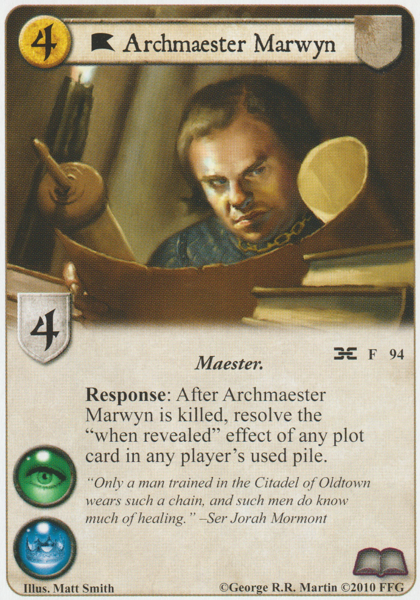 4 Archmaester Marwyn
4
Maester.
F 94
Response: After Archmaester
Marwyn is killed, resolve the
“when revealed” effect of any plot
card in any player’s used pile.
“Only a man trained in the Citadel of Oldtown
wears such a chain, and such men do know
much of healing.” –Ser Jorah Mormont
Illus. Matt Smith ©George R.R. Martin ©2010 FFG